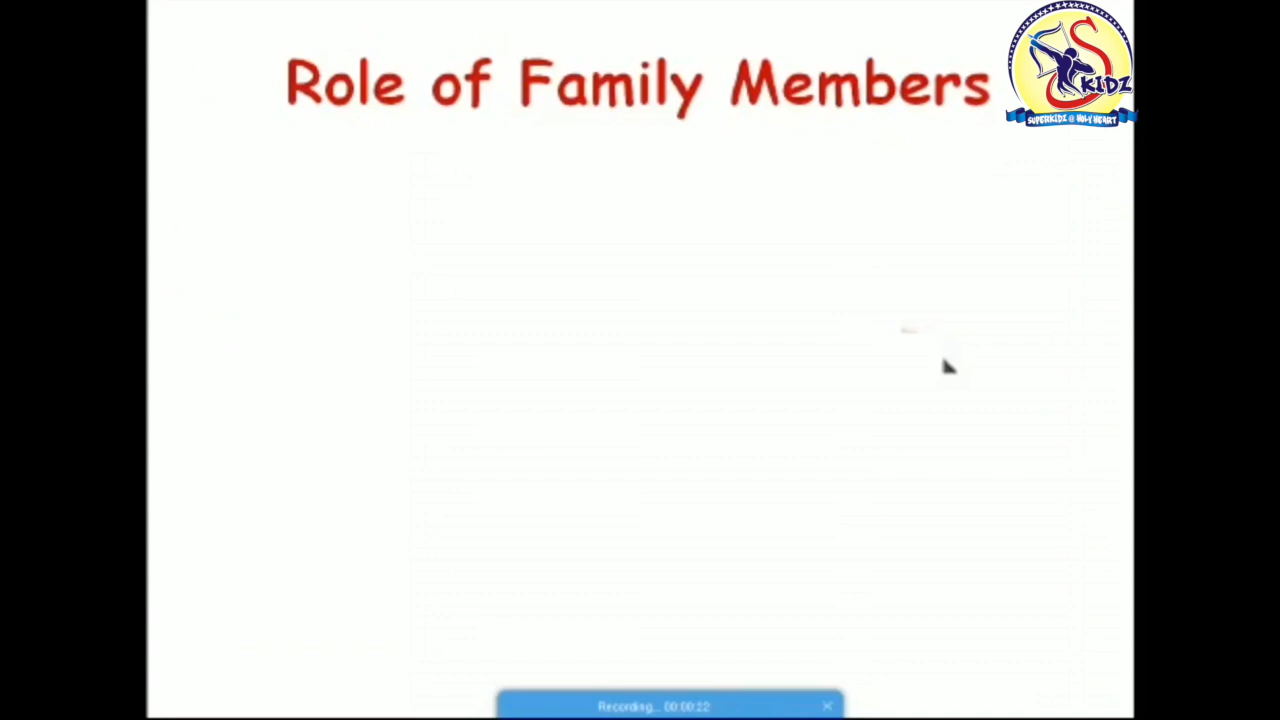 Role of Family Members
S
KIDZ
SUPERKIDZ @ HOLY HEART
Recording... 00:00:22